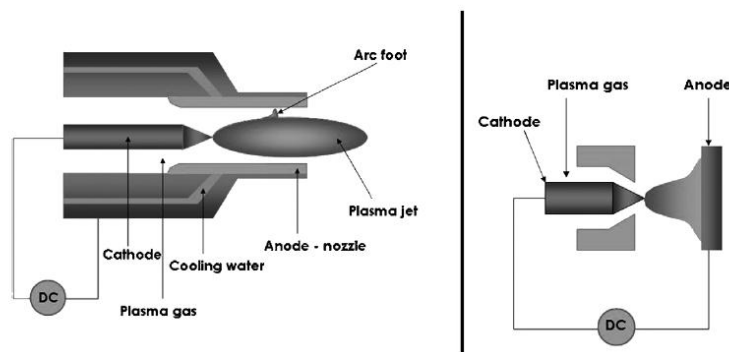 Arc foot
Plasma jet
Anode - nozzle
Cooling water
Cathode
Plasma gas
DC
Anode
Plasma gas
Cathode
DC